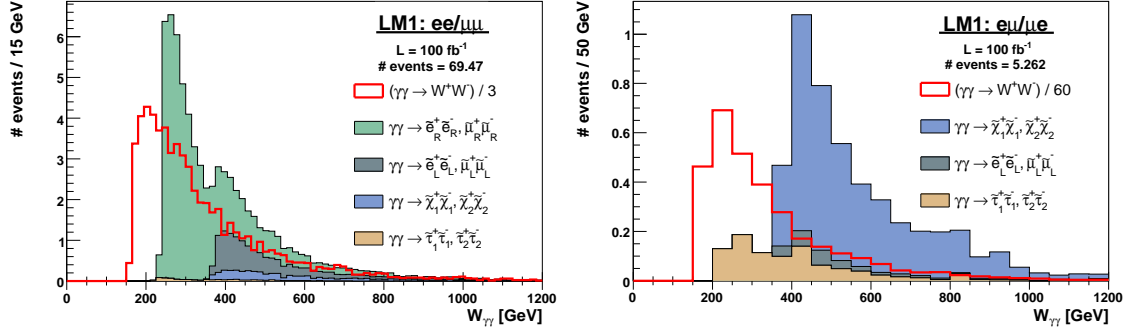 LM1: ee/μμ
L = 100 fb⁻¹
# events = 69.47
(γγ → W⁺W⁻) / 3
γγ → ẽ⁺_R ẽ⁻_R, μ̃⁺_R μ̃⁻_R
γγ → ẽ⁺_L ẽ⁻_L, μ̃⁺_L μ̃⁻_L
γγ → χ̃⁺_1 χ̃⁻_1, χ̃⁺_2 χ̃⁻_2
γγ → τ̃⁺_1 τ̃⁻_1, τ̃⁺_2 τ̃⁻_2
# events / 15 GeV
6
5
4
3
2
1
0
0 200 400 600 800 1000 1200
W_γγ [GeV]
LM1: eμ/μe
L = 100 fb⁻¹
# events = 5.262
(γγ → W⁺W⁻) / 60
γγ → χ̃⁺_1 χ̃⁻_1, χ̃⁺_2 χ̃⁻_2
γγ → ẽ⁺_L ẽ⁻_L, μ̃⁺_L μ̃⁻_L
γγ → τ̃⁺_1 τ̃⁻_1, τ̃⁺_2 τ̃⁻_2
# events / 50 GeV
1
0.8
0.6
0.4
0.2
0
0 200 400 600 800 1000 1200
W_γγ [GeV]